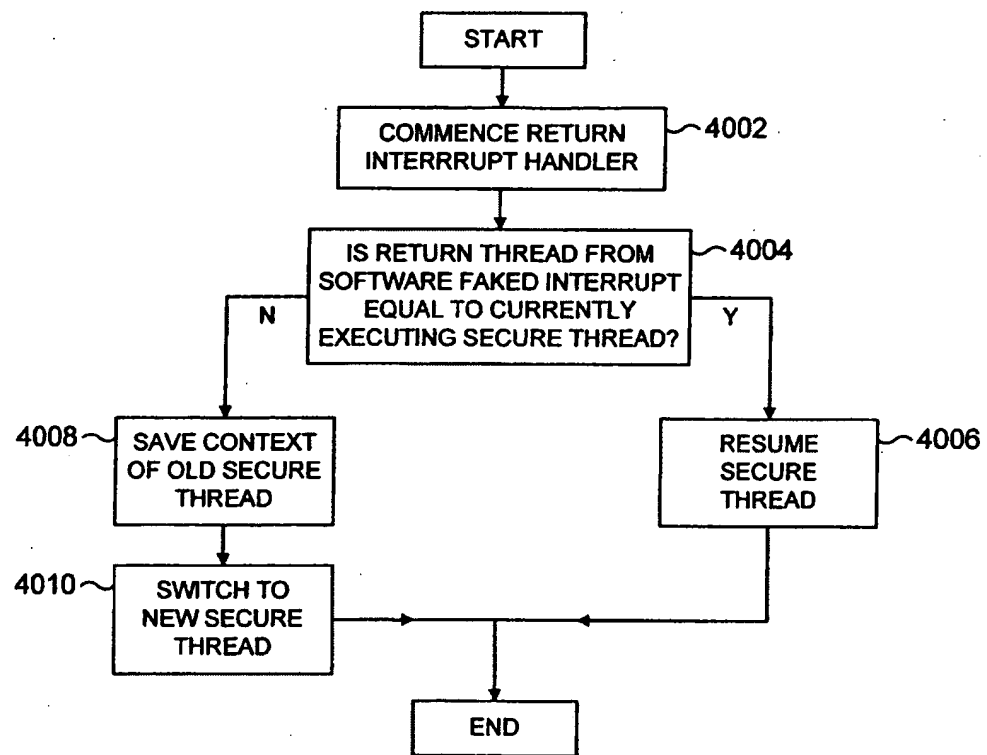 START
COMMENCE RETURN
INTERRRUPT HANDLER
4002
IS RETURN THREAD FROM
SOFTWARE FAKED INTERRUPT
EQUAL TO CURRENTLY
EXECUTING SECURE THREAD?
4004
N
Y
4008
SAVE CONTEXT
OF OLD SECURE
THREAD
RESUME
SECURE
THREAD
4006
4010
SWITCH TO
NEW SECURE
THREAD
END